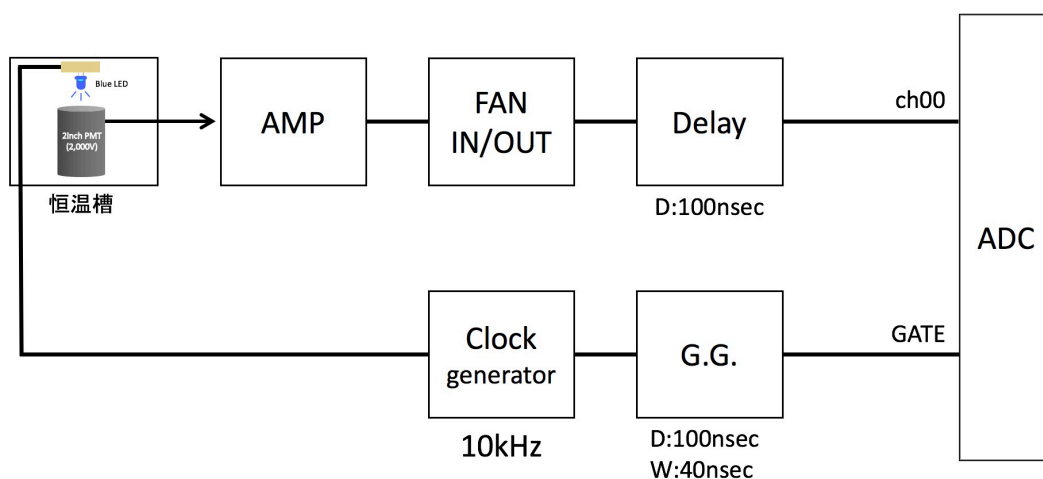 Blue LED
2Inch PMT
(2,000V)
恒温槽
AMP
FAN
IN/OUT
Delay
D:100nsec
ch00
ADC
Clock
generator
10kHz
G.G.
D:100nsec
W:40nsec
GATE